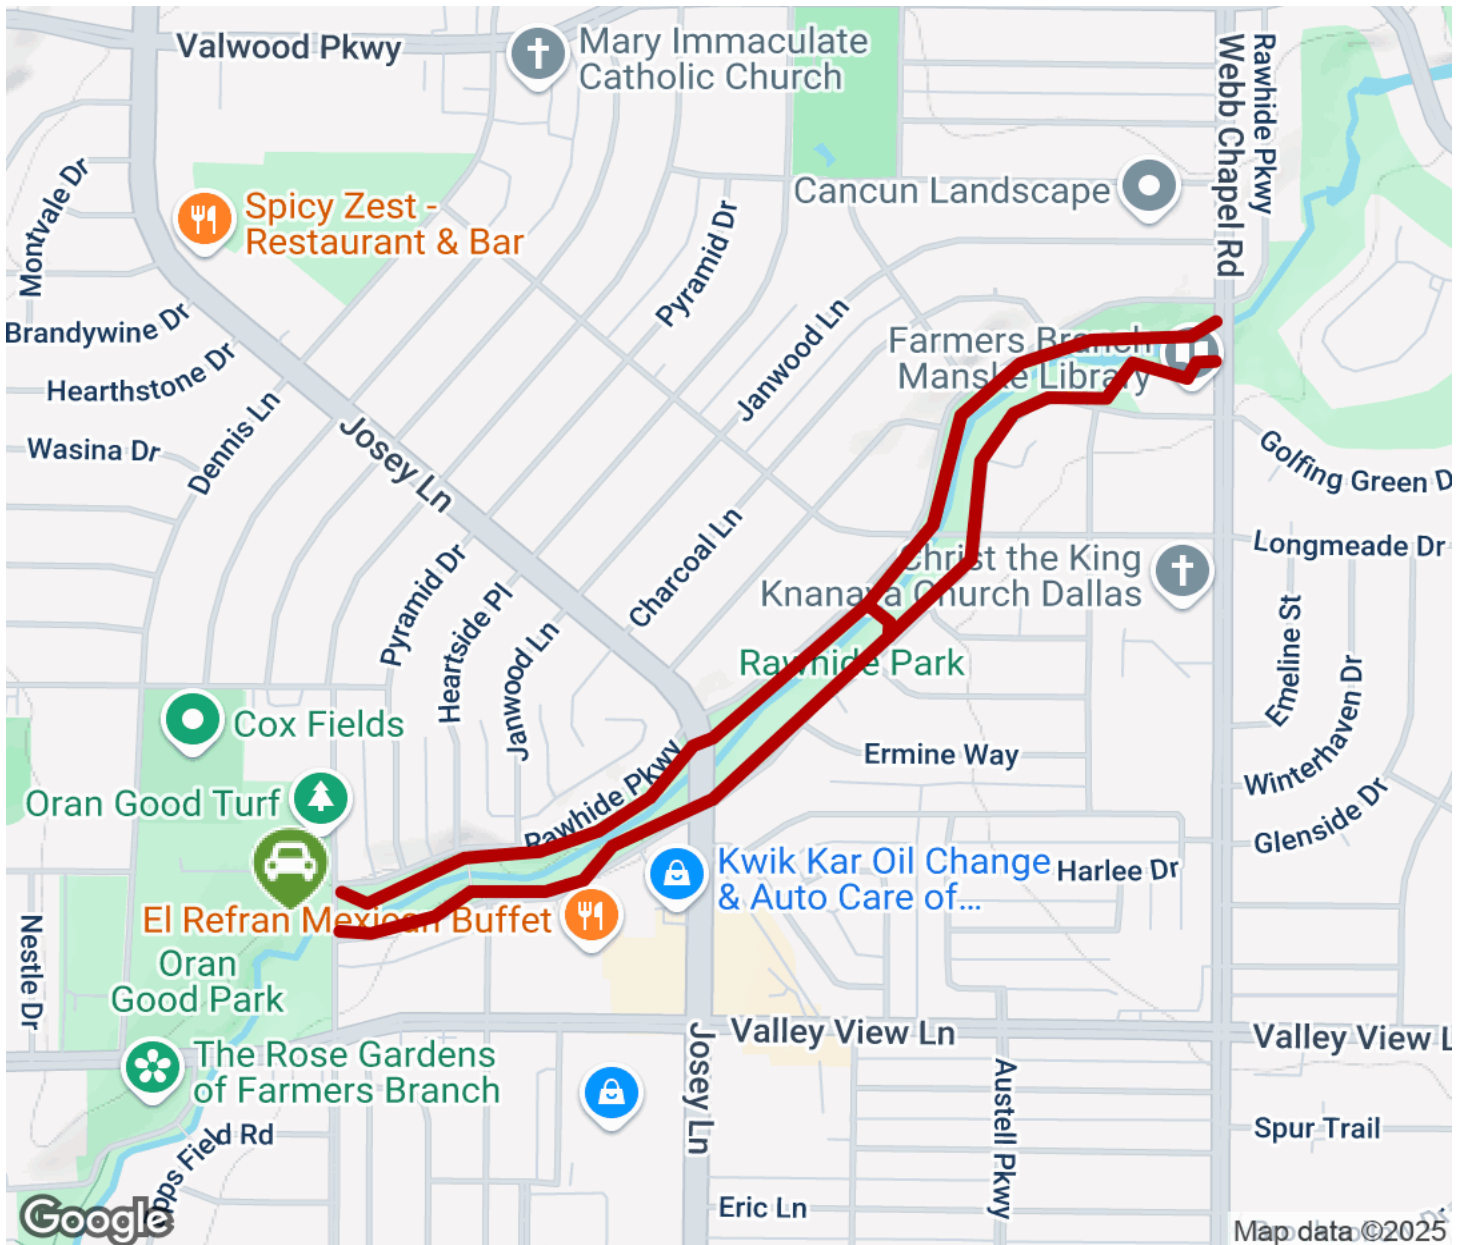 Valwood Pkwy
Mary Immaculate
Catholic Church
Rawhide Pkwy
Webb Chapel Rd
Montvale Dr
Spicy Zest -
Restaurant & Bar
Pyramid Dr
Cancun Landscape
Brandywine Dr
Janwood Ln
Farmers Branch
Manske Library
Hearthstone Dr
Dennis Ln
Josey Ln
Wasina Dr
Golfing Green D
Charcoal Ln
Longmeade Dr
Pyramid Dr
Heartside Pl
Christ the King
Knanaya Church Dallas
Janwood Ln
Emeline St
Rawhide Park
Winterhaven Dr
Cox Fields
Ermine Way
Rawhide Pkwy
Oran Good Turf
Glenside Dr
Kwik Kar Oil Change
& Auto Care of...
Harlee Dr
El Refran Mexican Buffet
Nestle Dr
Oran
Good Park
Valley View Ln
Valley View L
Josey Ln
The Rose Gardens
of Farmers Branch
Austell Pkwy
Spur Trail
d Rd
Eric Ln
Google
Map data ©2025